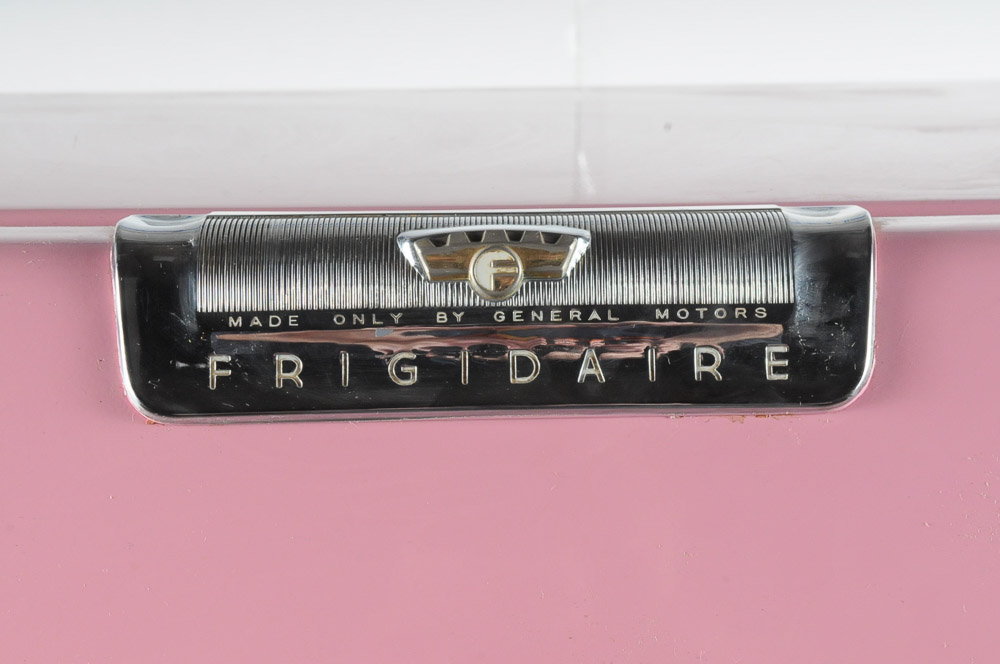 F
MADE ONLY BY GENERAL MOTORS
FRIGIDAIRE